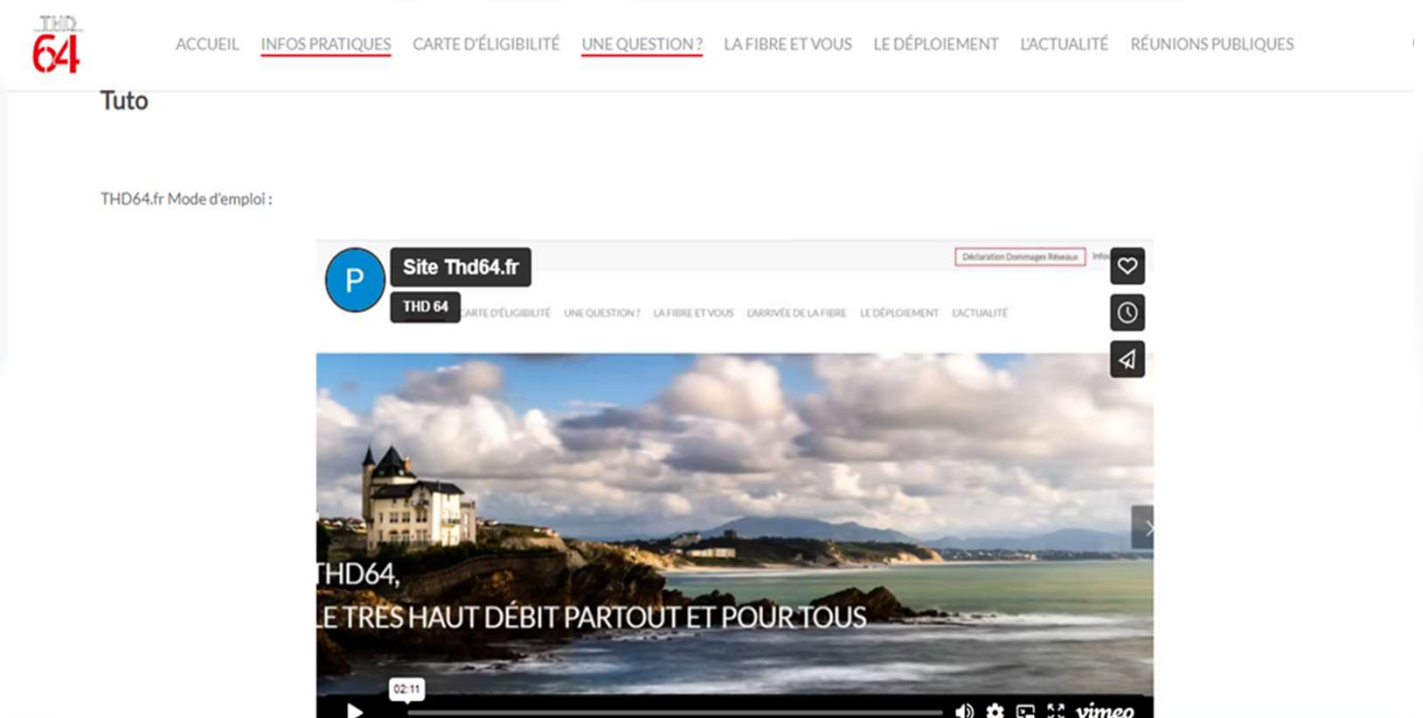 THD
64
ACCUEIL INFOS PRATIQUES CARTE D'ÉLIGIBILITÉ UNE QUESTION ? LA FIBRE ET VOUS LE DÉPLOIEMENT L'ACTUALITÉ RÉUNIONS PUBLIQUES
Tuto
THD64.fr Mode d'emploi :
P
Site Thd64.fr
Déclaration Dommages Réseaux
THD 64
CARTE D'ÉLIGIBILITÉ UNE QUESTION ? LA FIBRE ET VOUS L'ARRIVÉE DE LA FIBRE LE DÉPLOIEMENT L'ACTUALITÉ
THD64,
LE TRES HAUT DÉBIT PARTOUT ET POUR TOUS
02:11
vimeo